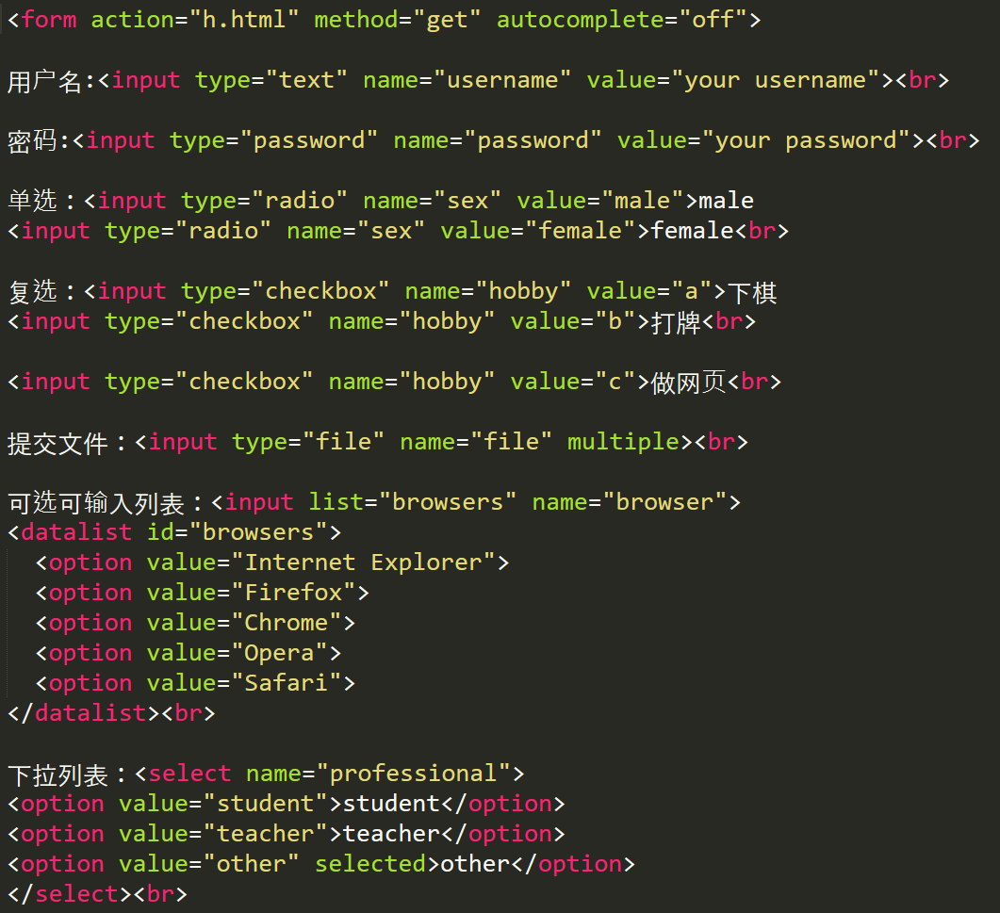 <form action="h.html" method="get" autocomplete="off">
用户名:<input type="text" name="username" value="your username"><br>
密码:<input type="password" name="password" value="your password"><br>
单选：<input type="radio" name="sex" value="male">male
<input type="radio" name="sex" value="female">female<br>
复选：<input type="checkbox" name="hobby" value="a">下棋
<input type="checkbox" name="hobby" value="b">打牌<br>
<input type="checkbox" name="hobby" value="c">做网页<br>
提交文件：<input type="file" name="file" multiple><br>
可选可输入列表：<input list="browsers" name="browser">
<datalist id="browsers">
  <option value="Internet Explorer">
  <option value="Firefox">
  <option value="Chrome">
  <option value="Opera">
  <option value="Safari">
</datalist><br>
下拉列表：<select name="professional">
<option value="student">student</option>
<option value="teacher">teacher</option>
<option value="other" selected>other</option>
</select><br>